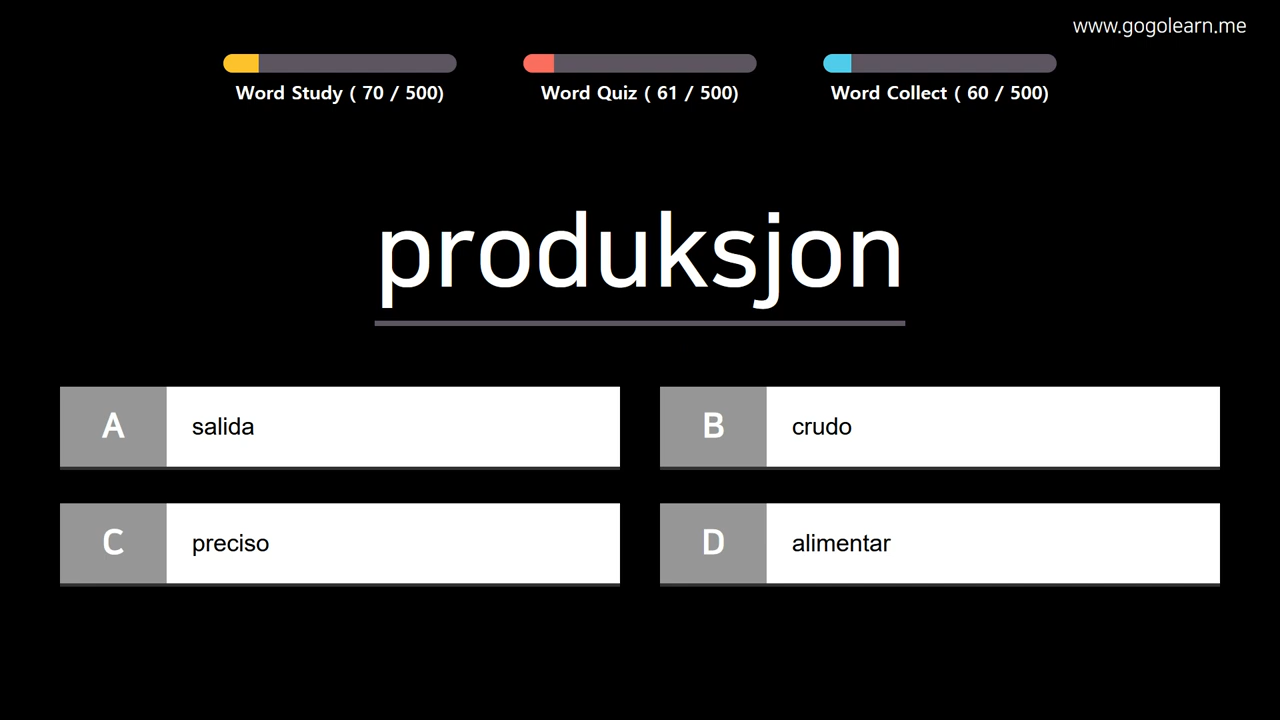 www.gogolearn.me
Word Study ( 70 / 500)
Word Quiz ( 61 / 500)
Word Collect ( 60 / 500)
produksjon
A salida
B crudo
C preciso
D alimentar